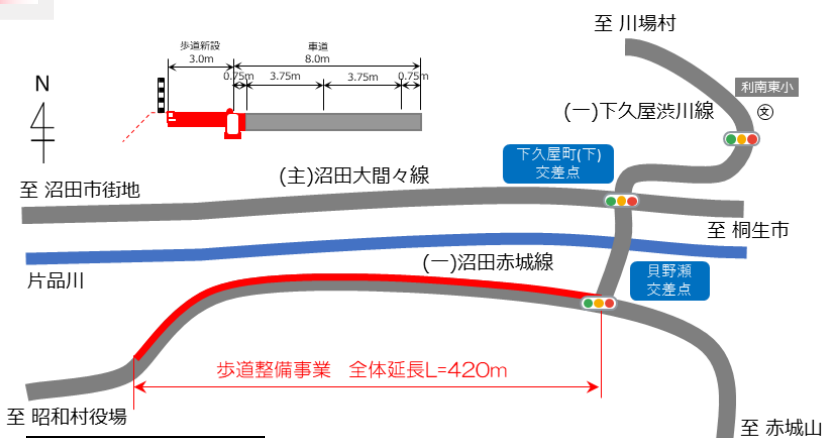 至 川場村
歩道新設
3.0m
車道
8.0m
0.75m
3.75m
3.75m
0.75m
N
利南東小
(一)下久屋渋川線
文
下久屋町(下)
交差点
(主)沼田大間々線
至 沼田市街地
至 桐生市
片品川
(一)沼田赤城線
貝野瀬
交差点
歩道整備事業 全体延長L=420m
至 昭和村役場
至 赤城山